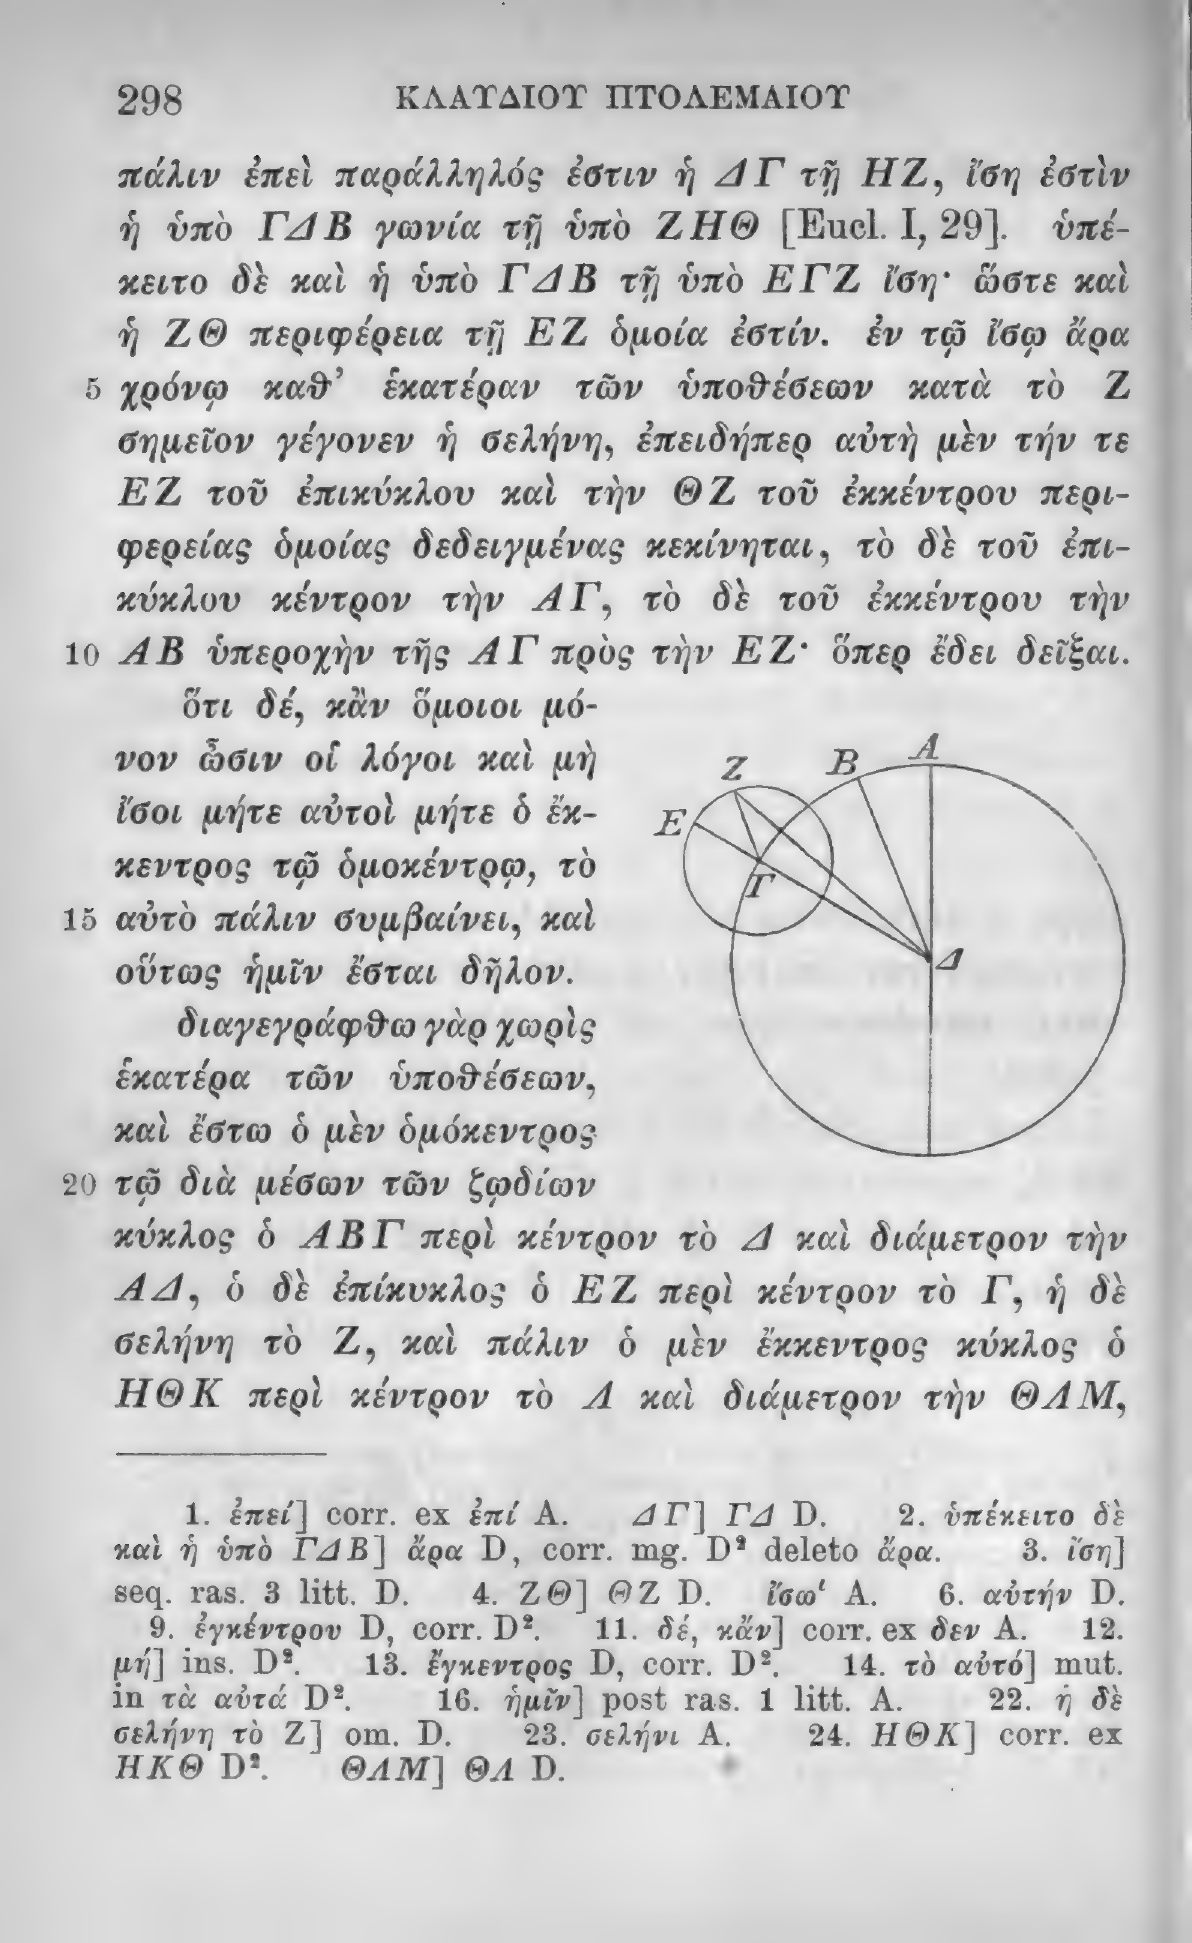 298 ΚΛΑΥΔΙΟΥ ΠΤΟΛΕΜΑΙΟΥ
πάλιν ἐπεὶ παράλληλός ἐστιν ἡ ΔΓ τῇ ΗΖ, ἴση ἐστὶν
ἡ ὑπὸ ΓΔΒ γωνία τῇ ὑπὸ ΖΗΘ [Eucl. I, 29]. ὑπέ-
κειτο δὲ καὶ ἡ ὑπὸ ΓΔΒ τῇ ὑπὸ ΕΓΖ ἴση· ὥστε καὶ
ἡ ΖΘ περιφέρεια τῇ ΕΖ ὁμοία ἐστίν. ἐν τῷ ἴσῳ ἄρα
5 χρόνῳ καθ’ ἑκατέραν τῶν ὑποθέσεων κατὰ τὸ Ζ
σημεῖον γέγονεν ἡ σελήνη, ἐπειδήπερ αὐτὴ μὲν τήν τε
ΕΖ τοῦ ἐπικύκλου καὶ τὴν ΘΖ τοῦ ἐκκέντρου περι-
φερείας ὁμοίας δεδειγμένας κεκίνηται, τὸ δὲ τοῦ ἐπι-
κύκλου κέντρον τὴν ΑΓ, τὸ δὲ τοῦ ἐκκέντρου τὴν
10 ΑΒ ὑπεροχὴν τῆς ΑΓ πρὸς τὴν ΕΖ· ὅπερ ἔδει δεῖξαι.
ὅτι δέ, κἂν ὅμοιοι μό-
νον ὦσιν οἱ λόγοι καὶ μὴ
ἴσοι μήτε αὐτοὶ μήτε ὁ ἔκ-
κεντρος τῷ ὁμοκέντρῳ, τὸ
15 αὐτὸ πάλιν συμβαίνει, καὶ
οὕτως ἡμῖν ἔσται δῆλον.
διαγεγράφθω γὰρ χωρὶς
ἑκατέρα τῶν ὑποθέσεων,
καὶ ἔστω ὁ μὲν ὁμόκεντρος
20 τῷ διὰ μέσων τῶν ζῳδίων
Α
Β
Ζ
Ε
Γ
Δ
κύκλος ὁ ΑΒΓ περὶ κέντρον τὸ Δ καὶ διάμετρον τὴν
ΑΔ, ὁ δὲ ἐπίκυκλος ὁ ΕΖ περὶ κέντρον τὸ Γ, ἡ δὲ
σελήνη τὸ Ζ, καὶ πάλιν ὁ μὲν ἔκκεντρος κύκλος ὁ
ΗΘΚ περὶ κέντρον τὸ Λ καὶ διάμετρον τὴν ΘΛΜ,
1. ἐπεί] corr. ex ἐπί A. ΔΓ] ΓΔ D. 2. ὑπέκειτο δὲ
καὶ ἡ ὑπὸ ΓΔΒ] ἄρα D, corr. mg. D² deleto ἄρα. 3. ἴση]
seq. ras. 3 litt. D. 4. ΖΘ] ΘΖ D. ἴσωι A. 6. αὐτήν D.
9. ἐγκέντρου D, corr. D². 11. δέ, κἄν] corr. ex δεν A. 12.
μή] ins. D². 13. ἔγκεντρος D, corr. D². 14. τὸ αὐτό] mut.
in τὰ αὐτά D². 16. ἡμῖν] post ras. 1 litt. A. 22. ἡ δὲ
σελήνη τὸ Ζ] om. D. 23. σελήνι A. 24. ΗΘΚ] corr. ex
ΗΚΘ D². ΘΛΜ] ΘΛ D.